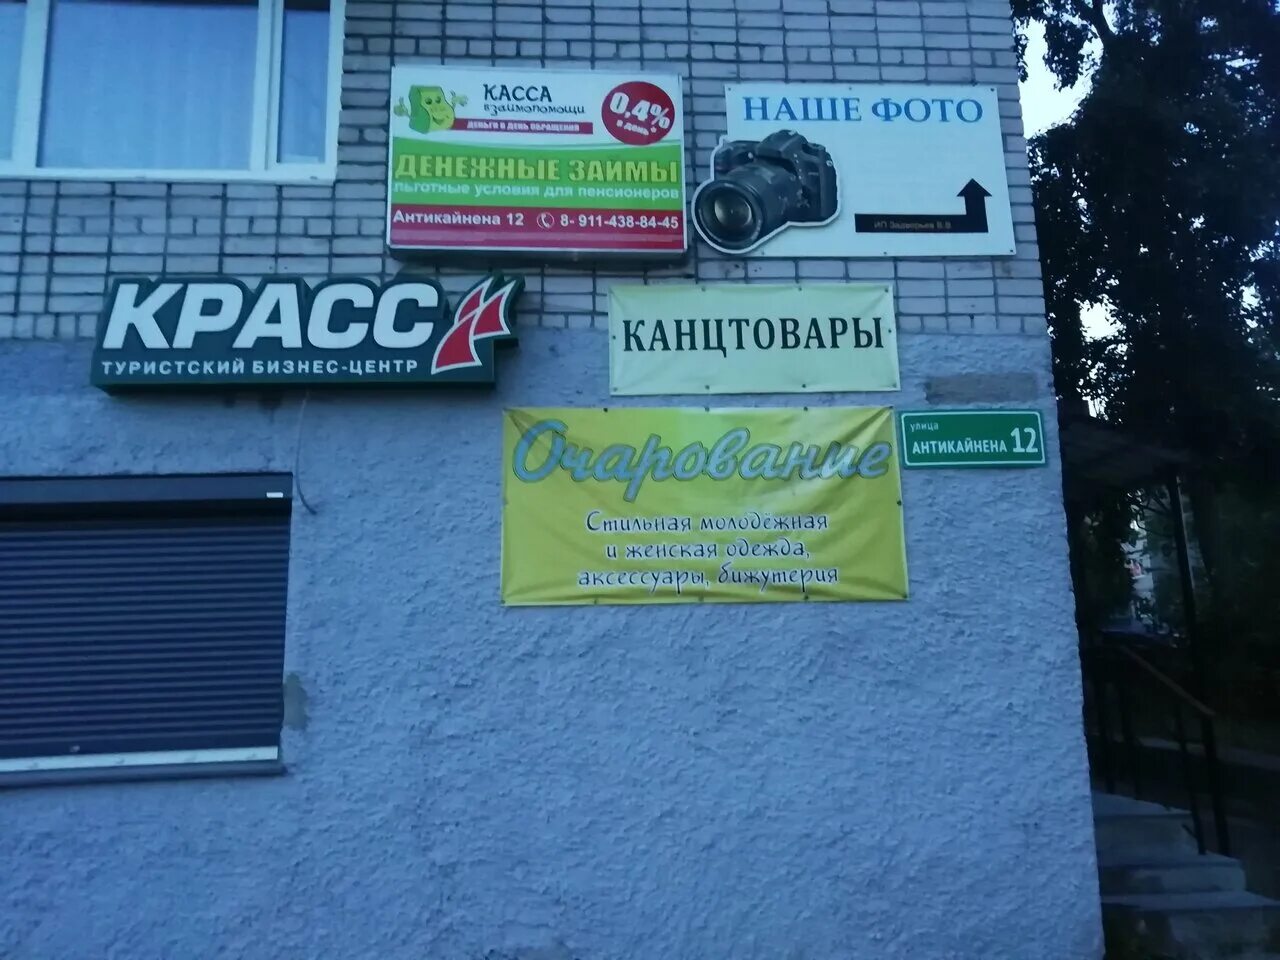 КАССА
взаимопомощи
ДЕНЬГИ В ДЕНЬ ОБРАЩЕНИЯ
0,4%
в день*
ДЕНЕЖНЫЕ ЗАЙМЫ
льготные условия для пенсионеров
Антикайнена 12 8-911-438-84-45
НАШЕ ФОТО
ИП Задворьев В.В.
КРАСС
ТУРИСТСКИЙ БИЗНЕС-ЦЕНТР
КАНЦТОВАРЫ
Очарование
Стильная молодёжная
и женская одежда,
аксессуары, бижутерия
улица
АНТИКАЙНЕНА 12